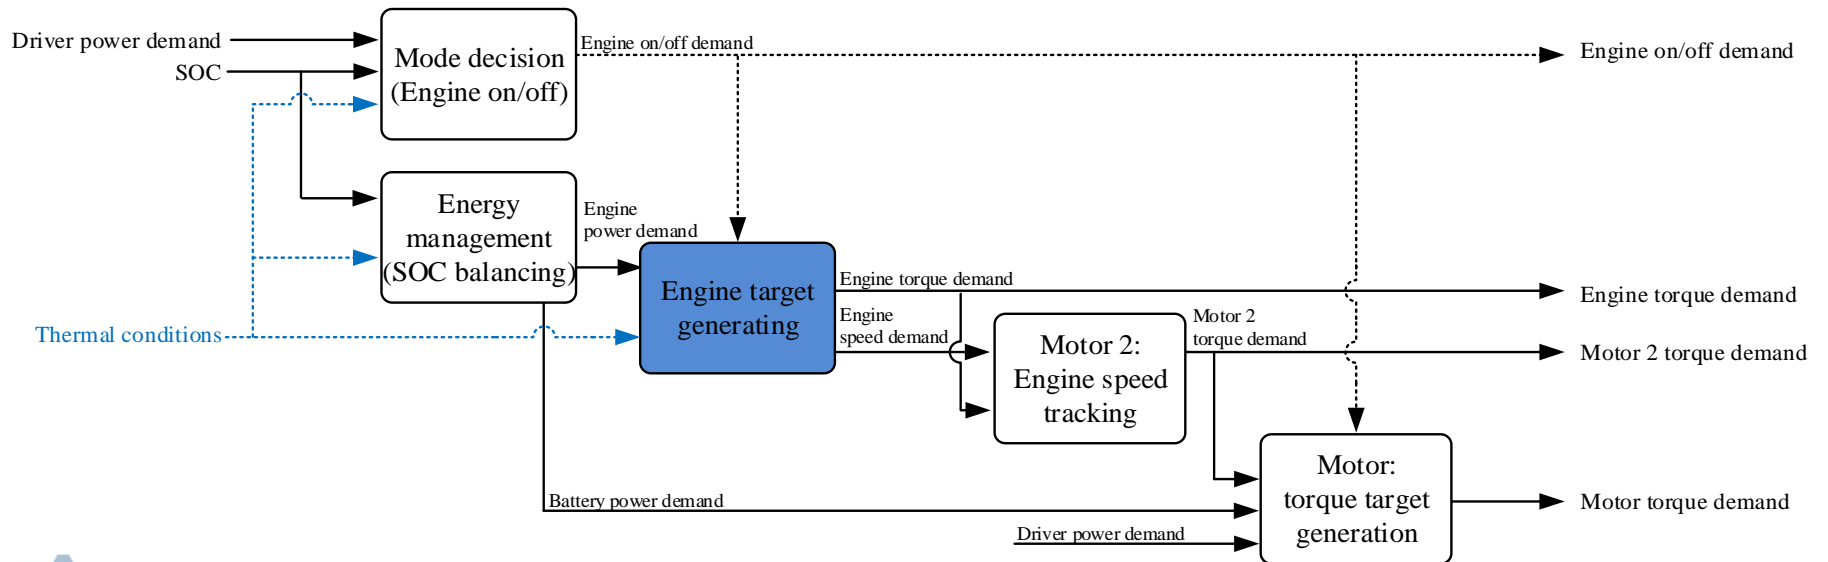 Driver power demand
SOC
Mode decision
(Engine on/off)
Engine on/off demand
Engine on/off demand
Energy
management
(SOC balancing)
Engine
power demand
Thermal conditions
Engine target
generating
Engine torque demand
Engine
speed demand
Engine torque demand
Motor 2:
Engine speed
tracking
Motor 2
torque demand
Motor 2 torque demand
Battery power demand
Driver power demand
Motor:
torque target
generation
Motor torque demand